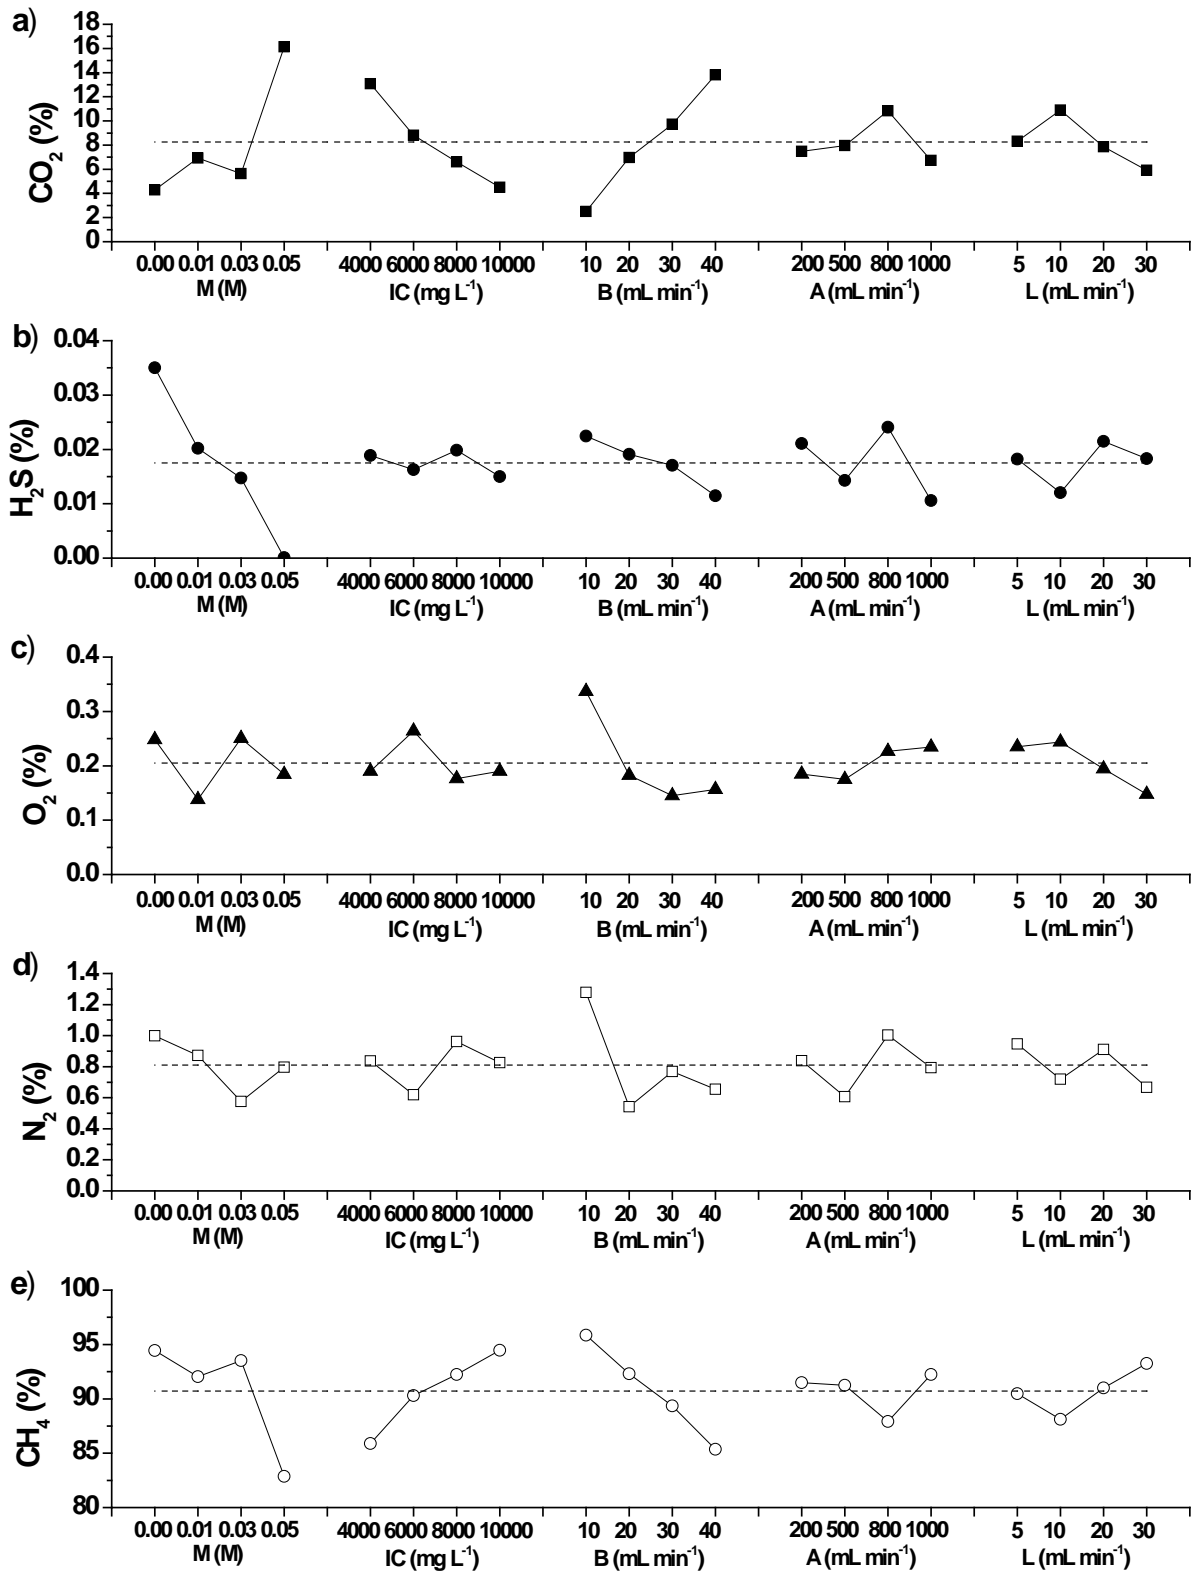 a)
CO₂ (%)
18
16
14
12
10
8
6
4
2
0
0.00 0.01 0.03 0.05 4000 6000 8000 10000 10 20 30 40 200 500 800 1000 5 10 20 30
M (M) IC (mg L⁻¹) B (mL min⁻¹) A (mL min⁻¹) L (mL min⁻¹)
b)
H₂S (%)
0.04
0.03
0.02
0.01
0.00
0.00 0.01 0.03 0.05 4000 6000 8000 10000 10 20 30 40 200 500 800 1000 5 10 20 30
M (M) IC (mg L⁻¹) B (mL min⁻¹) A (mL min⁻¹) L (mL min⁻¹)
c)
O₂ (%)
0.4
0.3
0.2
0.1
0.0
0.00 0.01 0.03 0.05 4000 6000 8000 10000 10 20 30 40 200 500 800 1000 5 10 20 30
M (M) IC (mg L⁻¹) B (mL min⁻¹) A (mL min⁻¹) L (mL min⁻¹)
d)
N₂ (%)
1.4
1.2
1.0
0.8
0.6
0.4
0.2
0.0
0.00 0.01 0.03 0.05 4000 6000 8000 10000 10 20 30 40 200 500 800 1000 5 10 20 30
M (M) IC (mg L⁻¹) B (mL min⁻¹) A (mL min⁻¹) L (mL min⁻¹)
e)
CH₄ (%)
100
95
90
85
80
0.00 0.01 0.03 0.05 4000 6000 8000 10000 10 20 30 40 200 500 800 1000 5 10 20 30
M (M) IC (mg L⁻¹) B (mL min⁻¹) A (mL min⁻¹) L (mL min⁻¹)